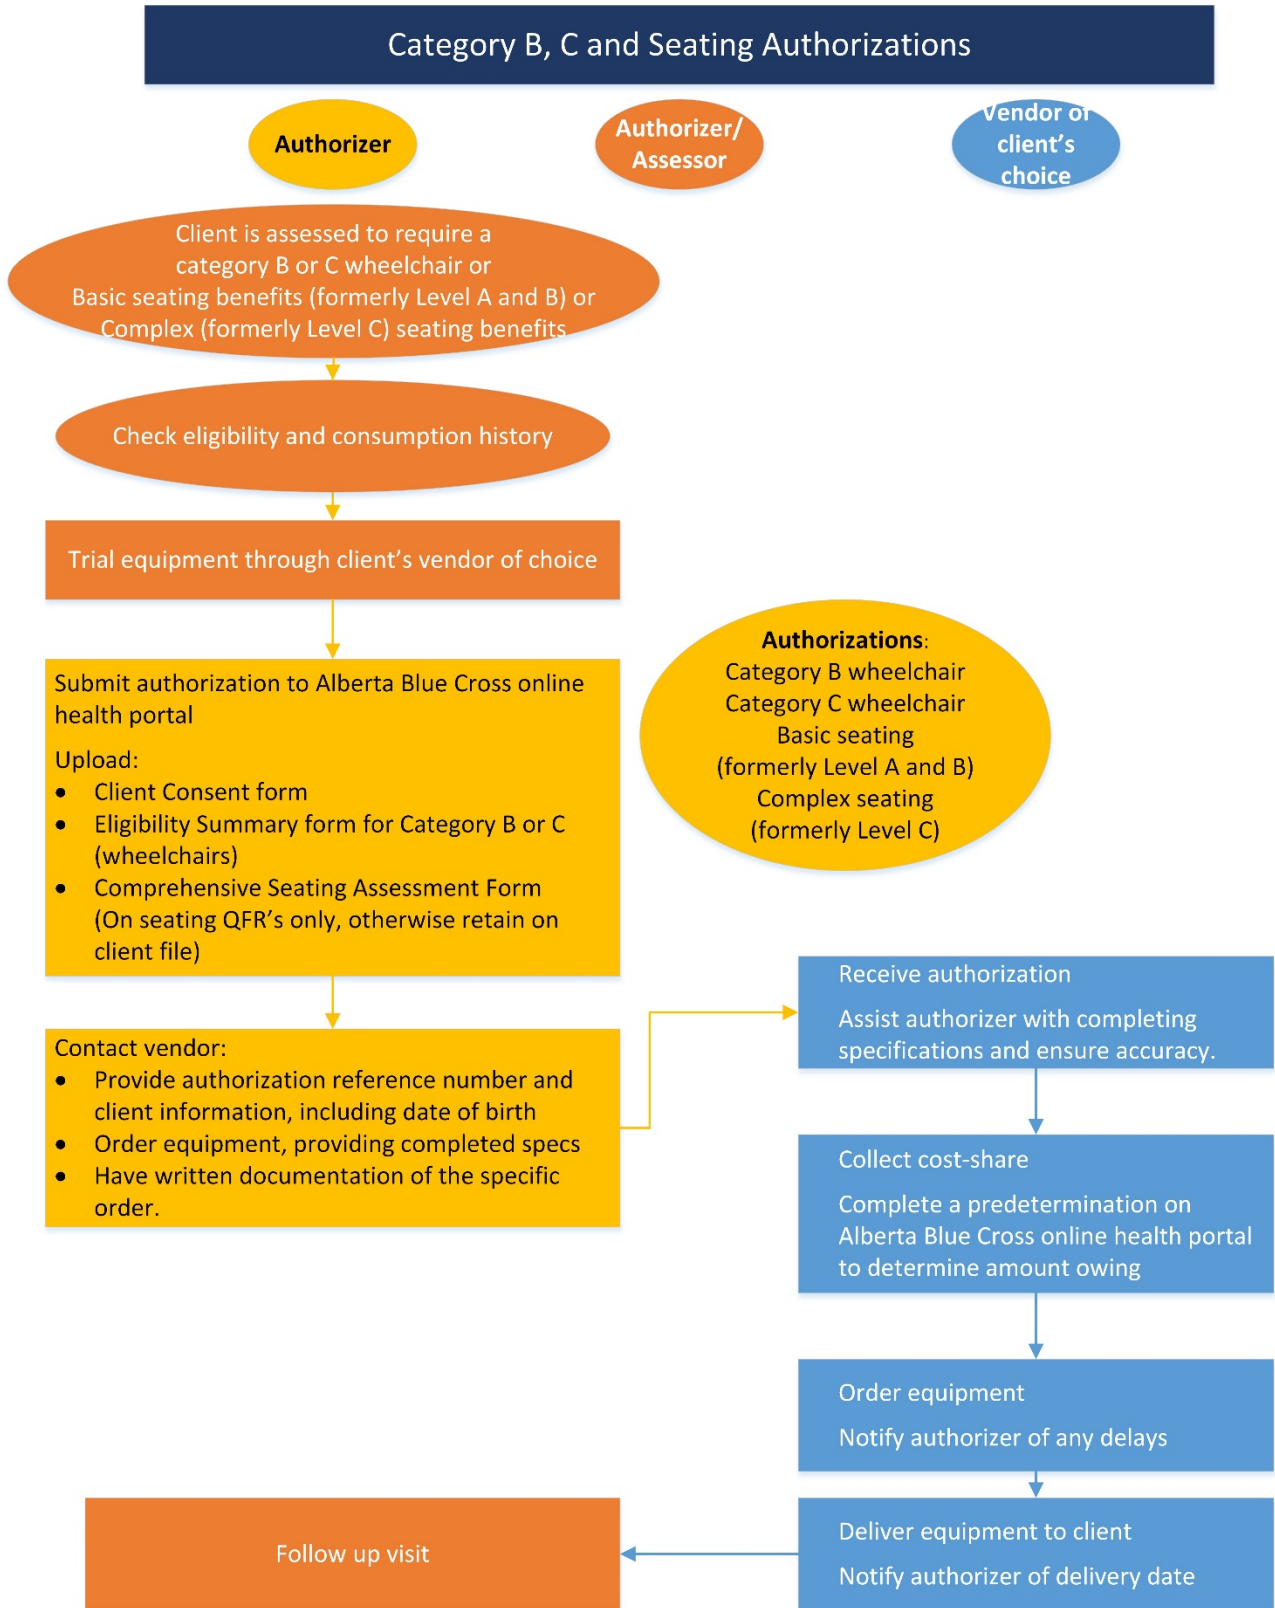 Category B, C and Seating Authorizations
Authorizer
Authorizer/
Assessor
Vendor of
client's
choice
Client is assessed to require a
category B or C wheelchair or
Basic seating benefits (formerly Level A and B) or
Complex (formerly Level C) seating benefits
Check eligibility and consumption history
Trial equipment through client's vendor of choice
Submit authorization to Alberta Blue Cross online
health portal
Upload:
• Client Consent form
• Eligibility Summary form for Category B or C
(wheelchairs)
• Comprehensive Seating Assessment Form
(On seating QFR's only, otherwise retain on
client file)
Authorizations:
Category B wheelchair
Category C wheelchair
Basic seating
(formerly Level A and B)
Complex seating
(formerly Level C)
Contact vendor:
• Provide authorization reference number and
client information, including date of birth
• Order equipment, providing completed specs
• Have written documentation of the specific
order.
Receive authorization
Assist authorizer with completing
specifications and ensure accuracy.
Collect cost-share
Complete a predetermination on
Alberta Blue Cross online health portal
to determine amount owing
Order equipment
Notify authorizer of any delays
Deliver equipment to client
Notify authorizer of delivery date
Follow up visit